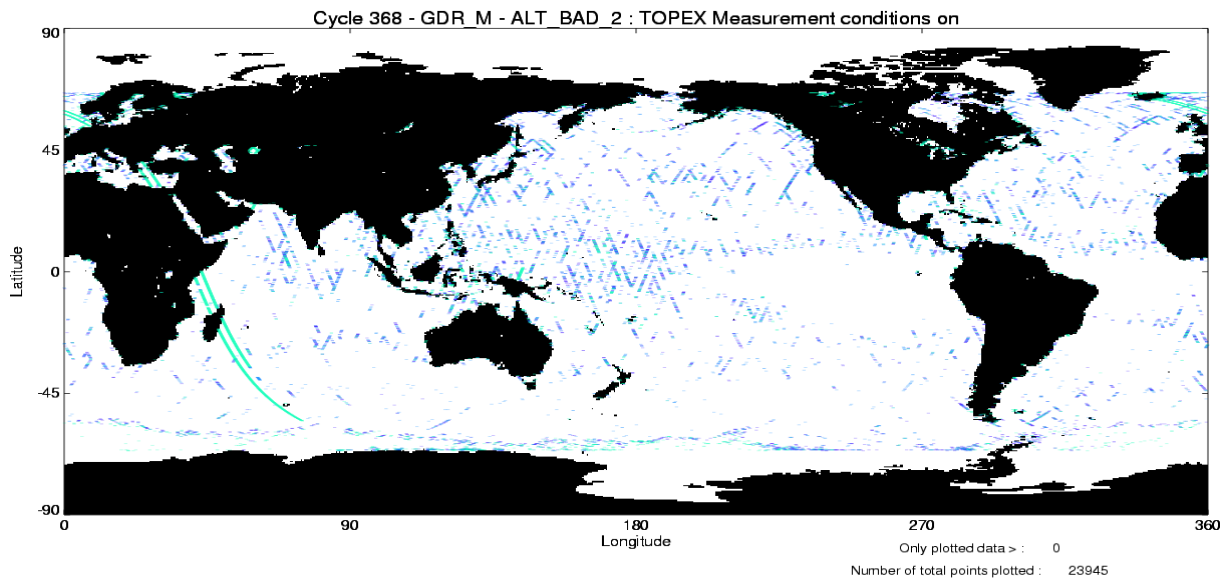 Cycle 368 - GDR_M - ALT_BAD_2 : TOPEX Measurement conditions on
90
45
0
-45
-90
Latitude
0 90 180 270 360
Longitude
Only plotted data > : 0
Number of total points plotted : 23945